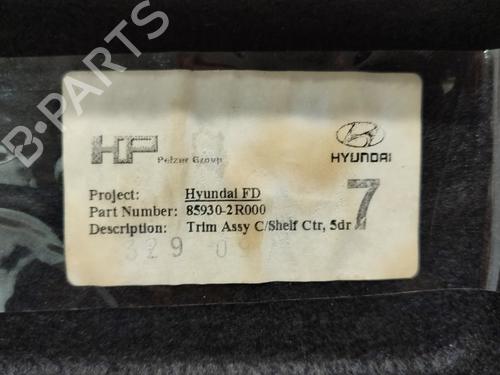 B-PARTS
HP
Pelzer Group
HYUNDAI
Project: Hyundai FD
Part Number: 85930-2R000
Description: Trim Assy C/Shelf Ctr, 5dr
7
329